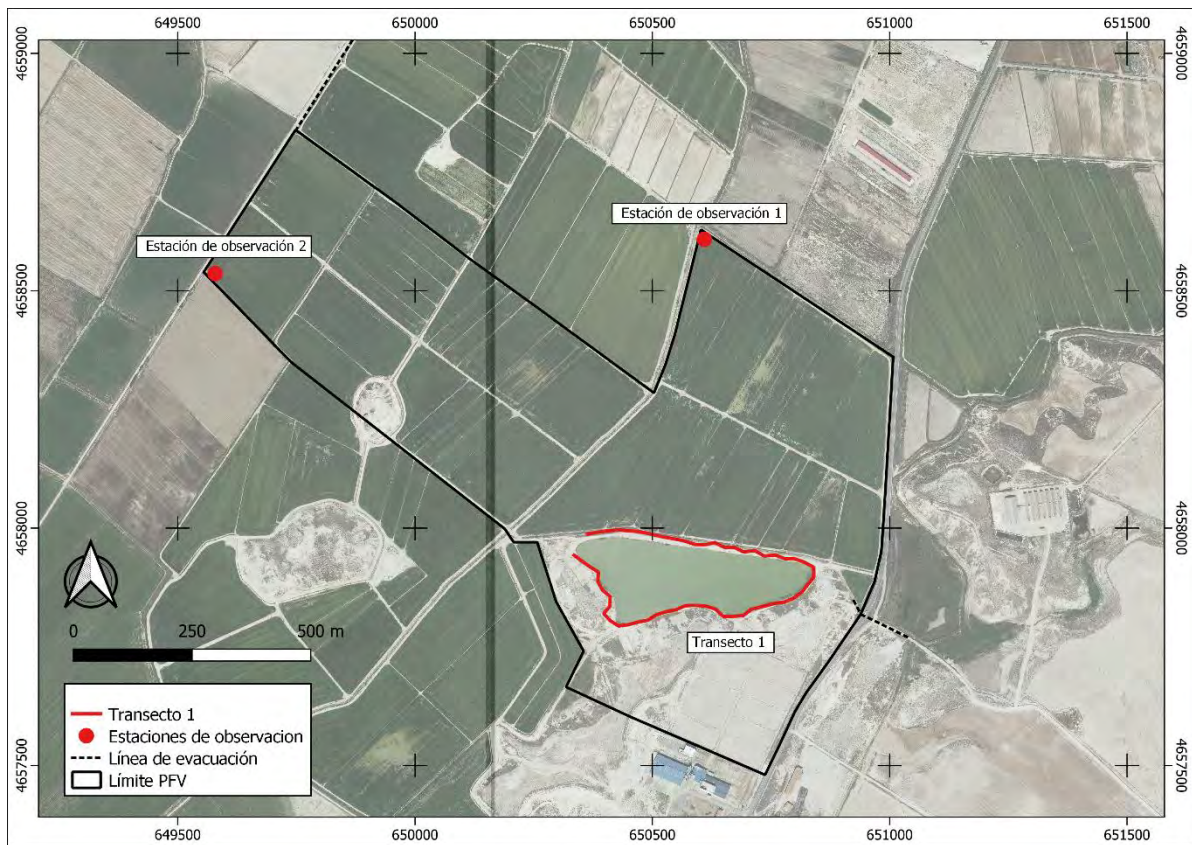 649500 650000 650500 651000 651500
4659000 4659000
Estación de observación 1
Estación de observación 2
4658500 4658500
4658000 4658000
0 250 500 m
Transecto 1
Transecto 1
Estaciones de observacion
Línea de evacuación
Límite PFV
4657500 4657500
649500 650000 650500 651000 651500